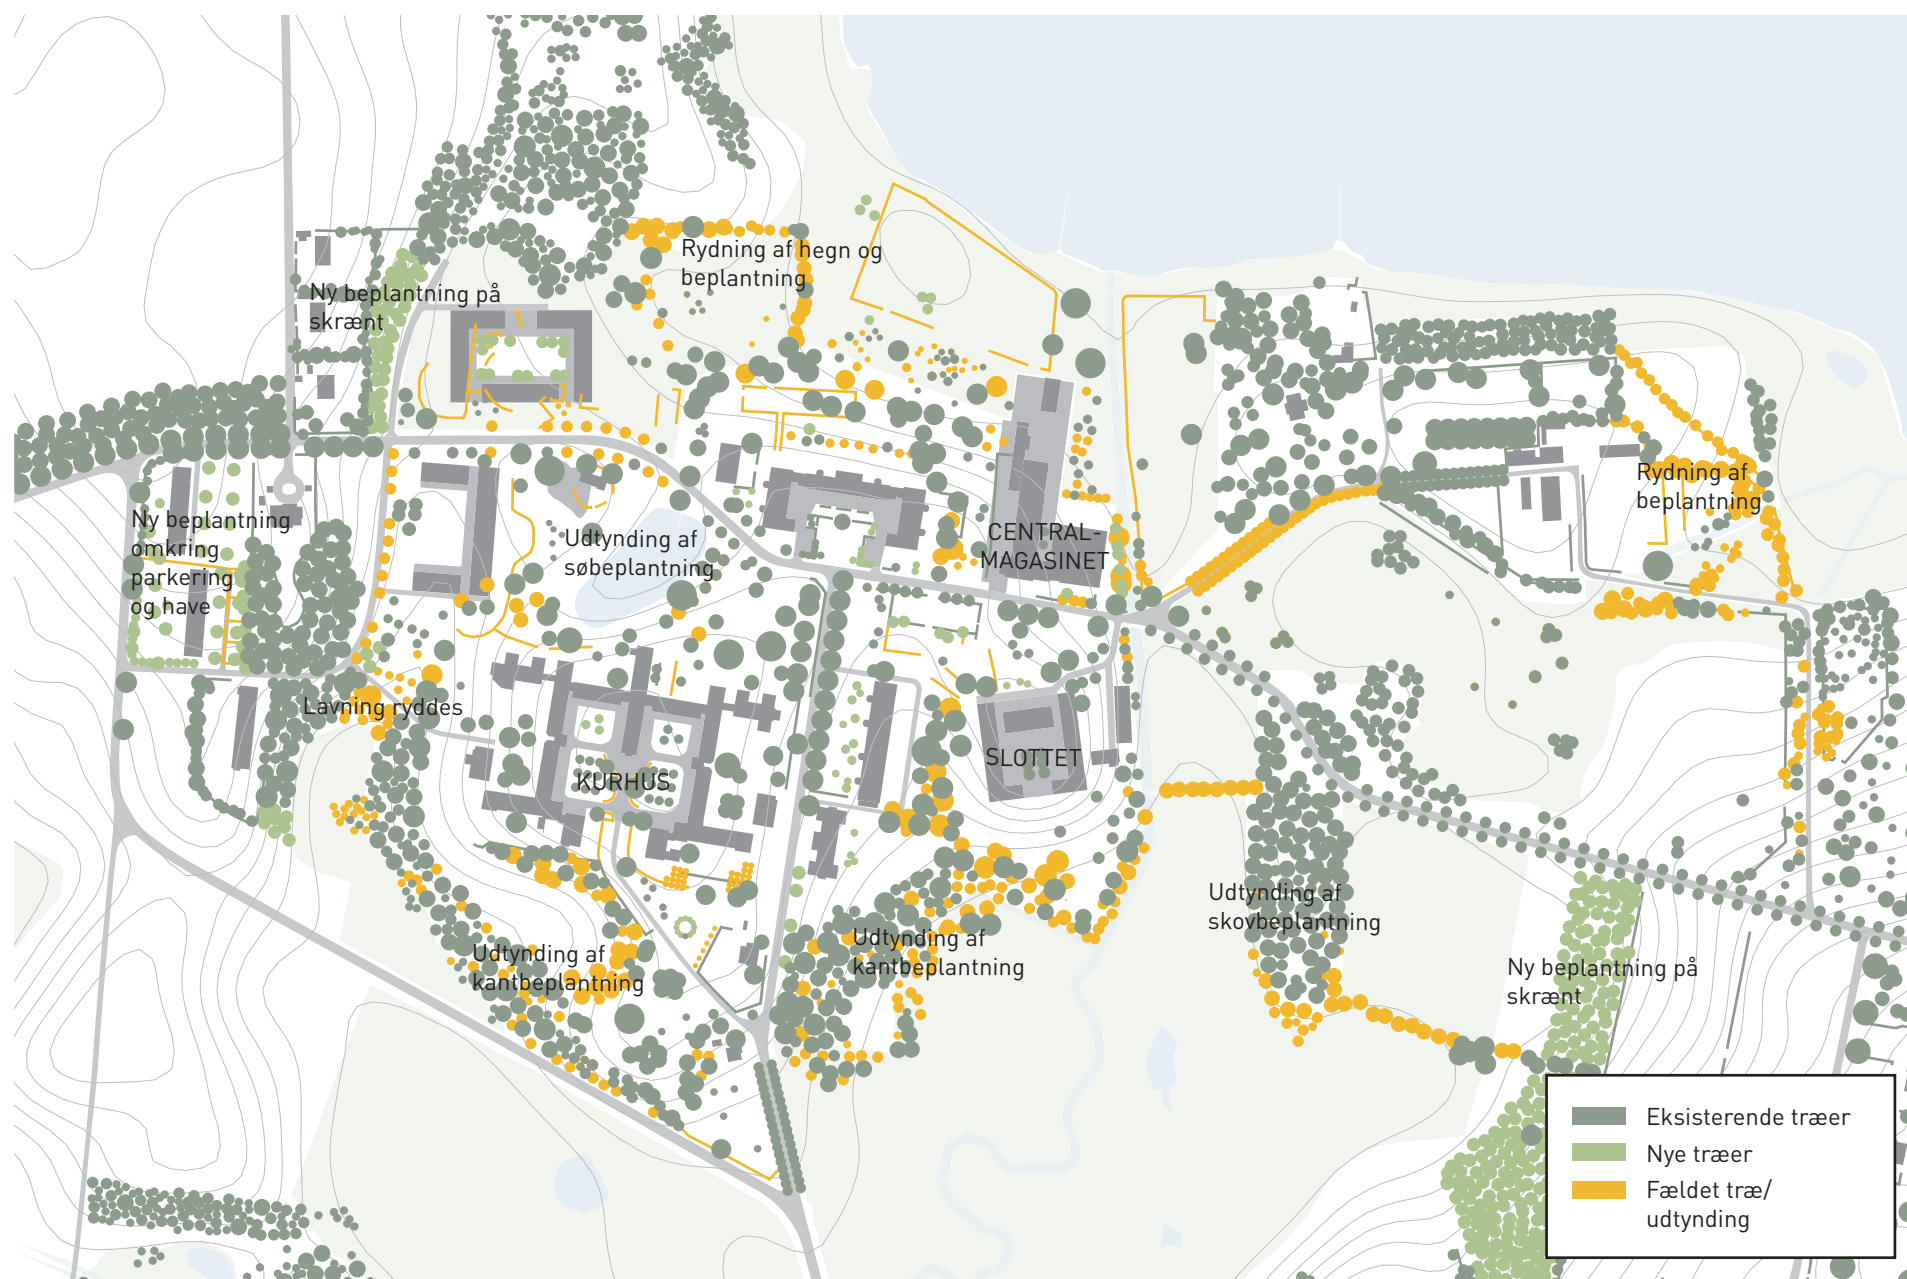 Rydning af hegn og
beplantning
Ny beplantning på
skrænt
Rydning af
beplantning
Ny beplantning
omkring
parkering
og have
Udtynding af
søbeplantning
CENTRAL-
MAGASINET
Lavning ryddes
KURHUS
SLOTTET
Udtynding af
skovbeplantning
Udtynding af
kantbeplantning
Udtynding af
kantbeplantning
Ny beplantning på
skrænt
Eksisterende træer
Nye træer
Fældet træ/
udtynding